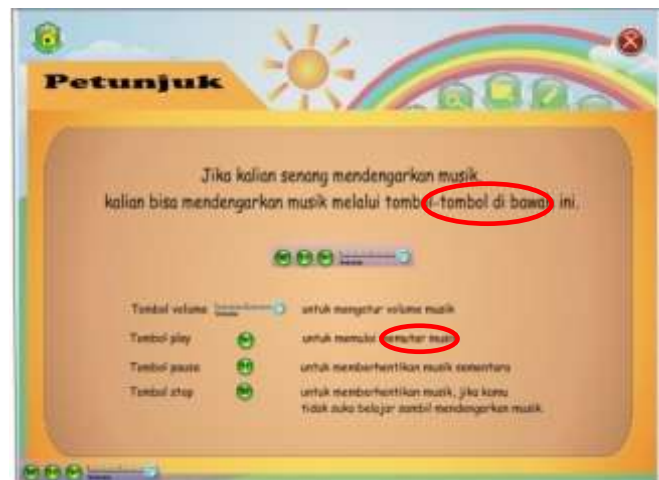 Petunjuk
Jika kalian senang mendengarkan musik
kalian bisa mendengarkan musik melalui tombol-tombol di bawah ini.
Tombol volume untuk mengatur volume musik
Tombol play untuk memulai memutar musik
Tombol pause untuk memberhentikan musik sementara
Tombol stop untuk memberhentikan musik, jika kamu
tidak suka belajar sambil mendengarkan musik.